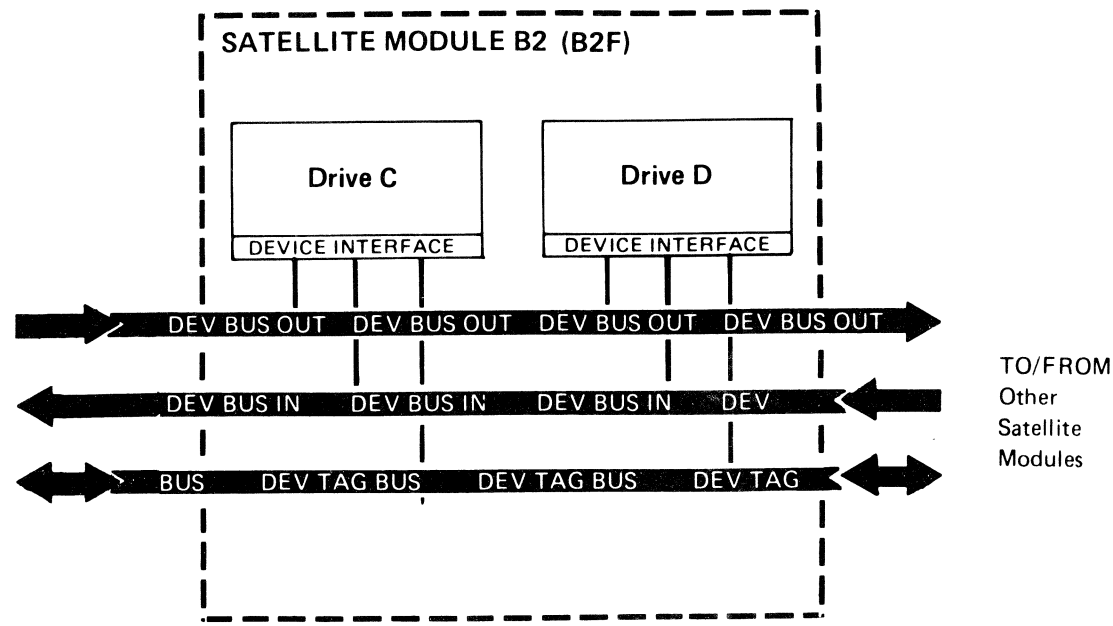 SATELLITE MODULE B2 (B2F)
Drive C
Drive D
DEVICE INTERFACE
DEVICE INTERFACE
DEV BUS OUT DEV BUS OUT DEV BUS OUT DEV BUS OUT
DEV BUS IN DEV BUS IN DEV BUS IN DEV
BUS DEV TAG BUS DEV TAG BUS DEV TAG
TO/FROM
Other
Satellite
Modules